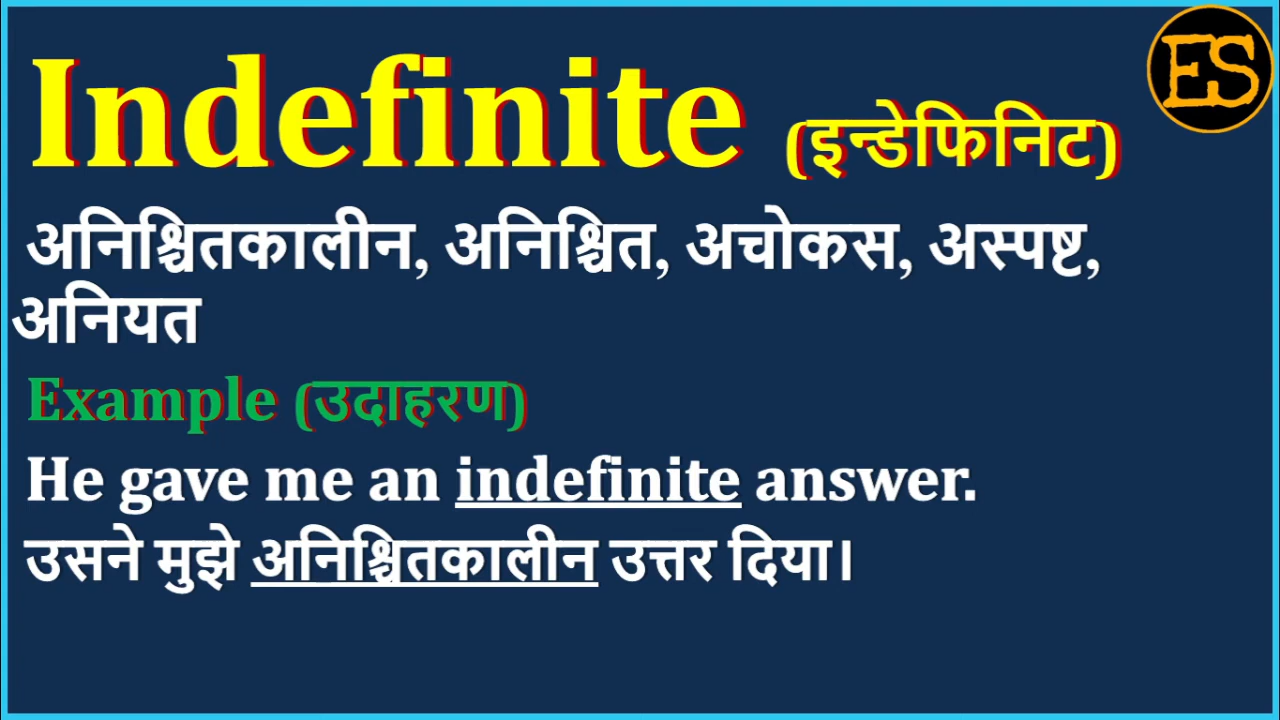 ES
Indefinite (इन्डेफिनिट)
अनिश्चितकालीन, अनिश्चित, अचोकस, अस्पष्ट,
अनियत
Example (उदाहरण)
He gave me an indefinite answer.
उसने मुझे अनिश्चितकालीन उत्तर दिया।